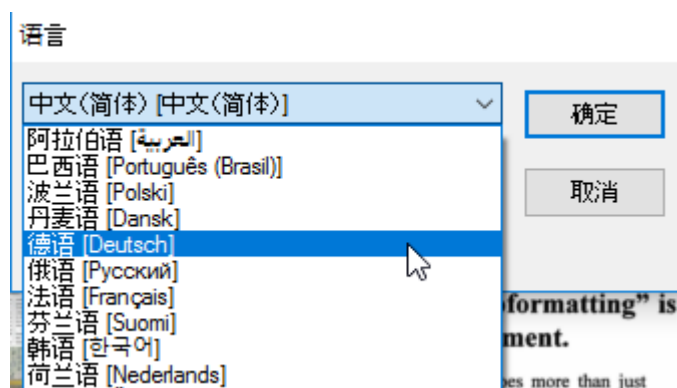 语言
中文(简体) [中文(简体)]
确定
阿拉伯语 [العربية]
巴西语 [Português (Brasil)]
波兰语 [Polski]
取消
丹麦语 [Dansk]
德语 [Deutsch]
俄语 [Русский]
法语 [Français]
formatting” is
芬兰语 [Suomi]
ment.
韩语 [한국어]
荷兰语 [Nederlands]
more than just